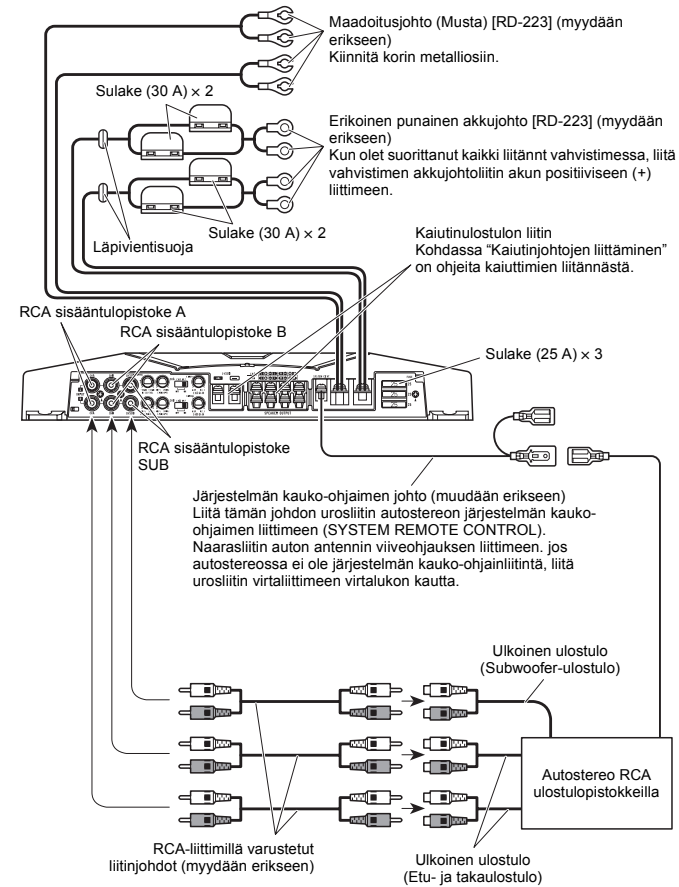 Maadoitusjohto (Musta) [RD-223] (myydään
erikseen)
Kiinnitä korin metalliosiin.
Sulake (30 A) × 2
Erikoinen punainen akkujohto [RD-223] (myydään
erikseen)
Kun olet suorittanut kaikki liitännt vahvistimessa, liitä
vahvistimen akkujohtoliitin akun positiiviseen (+)
liittimeen.
Läpivientisuoja
Sulake (30 A) × 2
Kaiutinulostulon liitin
Kohdassa “Kaiutinjohtojen liittäminen”
on ohjeita kaiuttimien liitännästä.
RCA sisääntulopistoke A
RCA sisääntulopistoke B
Sulake (25 A) × 3
SPEAKER OUTPUT
RCA sisääntulopistoke
SUB
Järjestelmän kauko-ohjaimen johto (muudään erikseen)
Liitä tämän johdon urosliitin autostereon järjestelmän kauko-
ohjaimen liittimeen (SYSTEM REMOTE CONTROL).
Naarasliitin auton antennin viiveohjauksen liittimeen. jos
autostereossa ei ole järjestelmän kauko-ohjainliitintä, liitä
urosliitin virtaliittimeen virtalukon kautta.
Ulkoinen ulostulo
(Subwoofer-ulostulo)
Autostereo RCA
ulostulopistokkeilla
RCA-liittimillä varustetut
liitinjohdot (myydään erikseen)
Ulkoinen ulostulo
(Etu- ja takaulostulo)